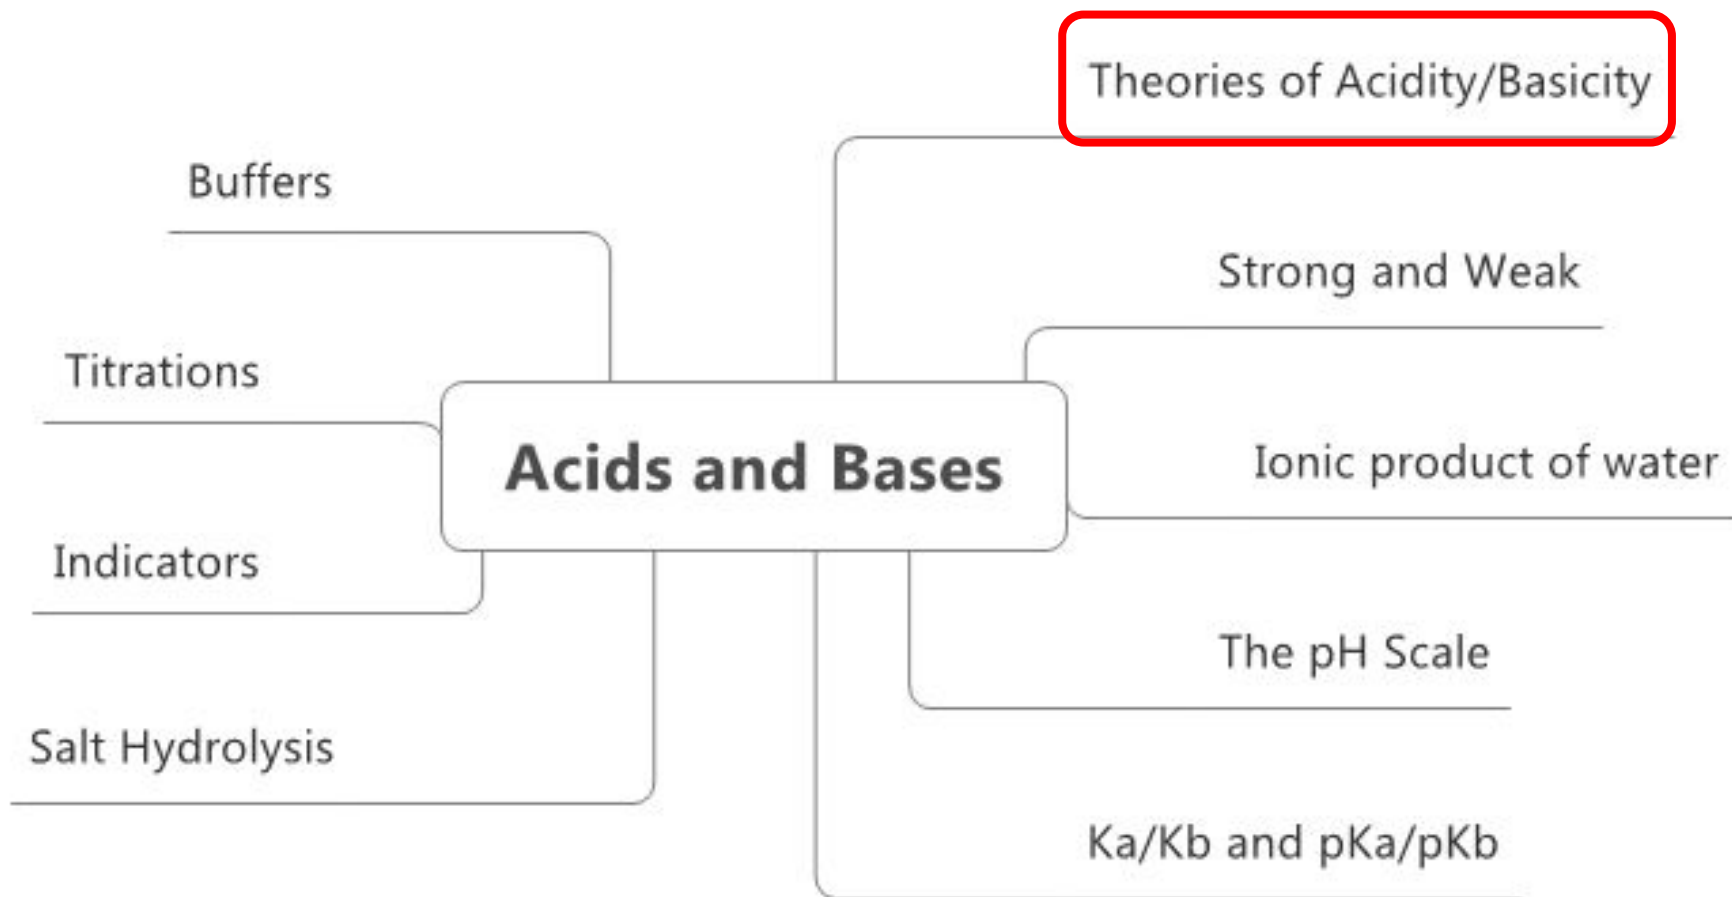 Theories of Acidity/Basicity
Buffers
Strong and Weak
Titrations
Acids and Bases
Ionic product of water
Indicators
The pH Scale
Salt Hydrolysis
Ka/Kb and pKa/pKb